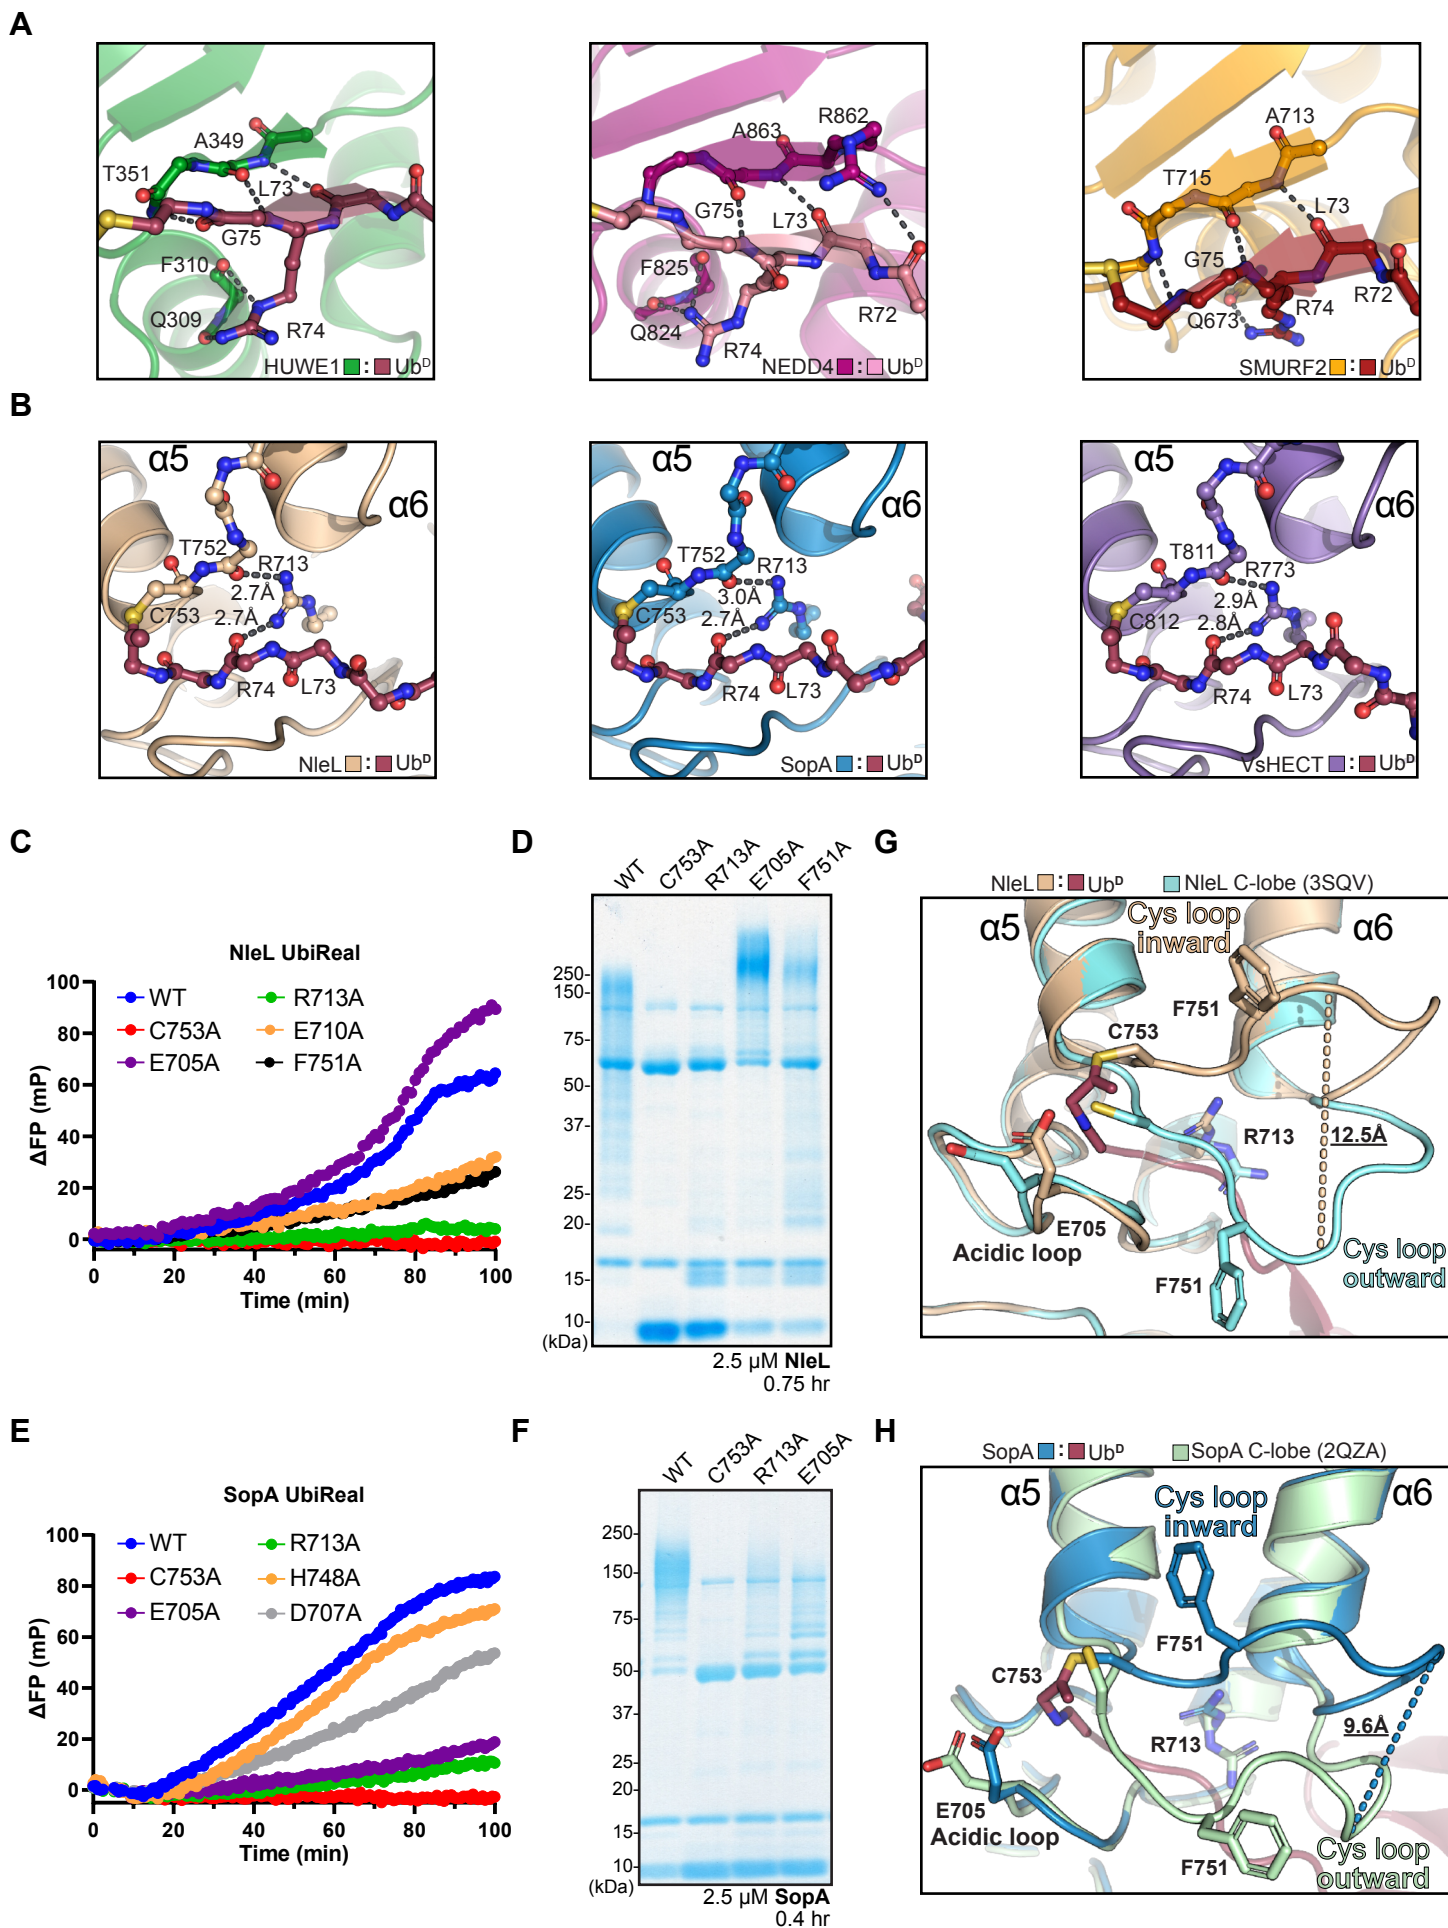 A
A349
T351
L73
G75
F310
Q309
R74
HUWE1 : Ub^D
R862
A863
G75
L73
F825
Q824
R74
R72
NEDD4 : Ub^D
A713
T715
L73
G75
Q673
R74
R72
SMURF2 : Ub^D
B
α5
α6
T752
R713
2.7Å
C753
2.7Å
R74
L73
NleL : Ub^D
α5
α6
T752
R713
3.0Å
C753
2.7Å
R74
L73
SopA : Ub^D
α5
α6
T811
R773
2.9Å
C812
2.8Å
R74
L73
VsHECT : Ub^D
C
NleL UbiReal
WT
R713A
C753A
E710A
E705A
F751A
100
80
60
40
20
0
ΔFP (mP)
0 20 40 60 80 100
Time (min)
D
WT C753A R713A E705A F751A
250-
150-
75-
50-
37-
25-
20-
15-
10-
(kDa)
2.5 µM NleL
0.75 hr
G
NleL : Ub^D NleL C-lobe (3SQV)
α5
Cys loop
inward
α6
F751
C753
R713
12.5Å
E705
Acidic loop
F751
Cys loop
outward
E
SopA UbiReal
WT
R713A
C753A
H748A
E705A
D707A
100
80
60
40
20
0
ΔFP (mP)
0 20 40 60 80 100
Time (min)
F
WT C753A R713A E705A
250-
150-
75-
50-
37-
25-
20-
15-
10-
(kDa)
2.5 µM SopA
0.4 hr
H
SopA : Ub^D SopA C-lobe (2QZA)
α5
Cys loop
inward
α6
F751
C753
R713
9.6Å
E705
Acidic loop
F751
Cys loop
outward